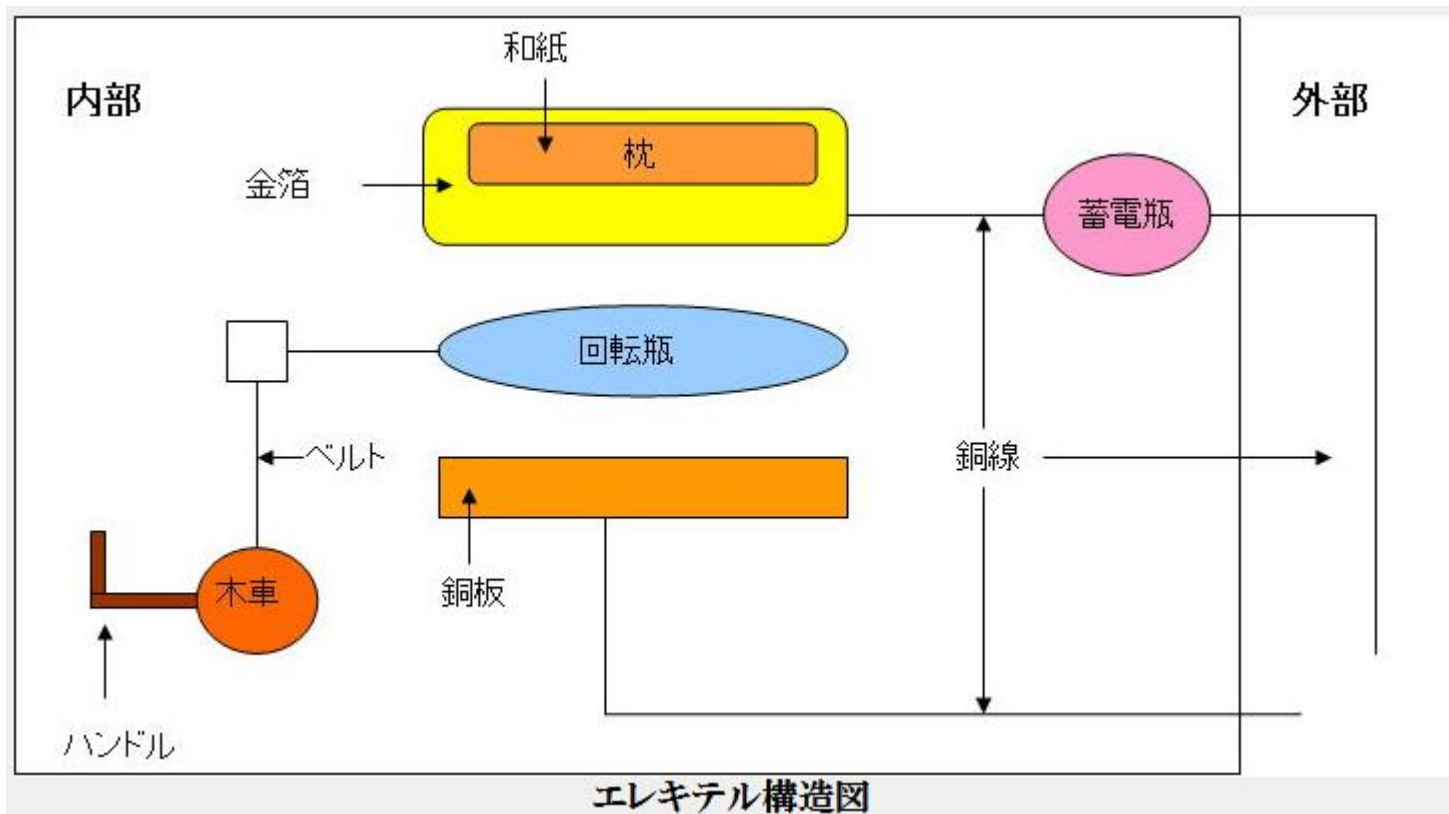 和紙
内部
外部
枕
金箔
蓄電瓶
回転瓶
ベルト
銅線
木車
銅板
ハンドル
エレキテル構造図